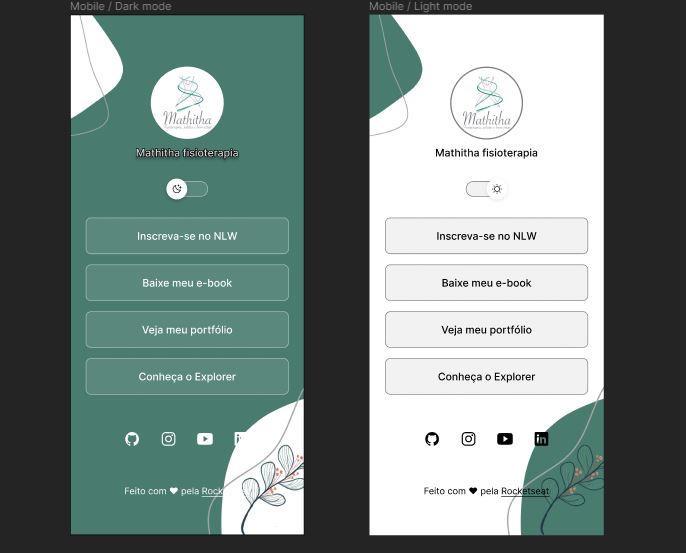 Mobile / Dark mode
Mathitha
Mathitha fisioterapia
Inscreva-se no NLW
Baixe meu e-book
Veja meu portfólio
Conheça o Explorer
Feito com ❤ pela Rock
Mobile / Light mode
Mathitha
Mathitha fisioterapia
Inscreva-se no NLW
Baixe meu e-book
Veja meu portfólio
Conheça o Explorer
in
Feito com ❤ pela Rocketseat